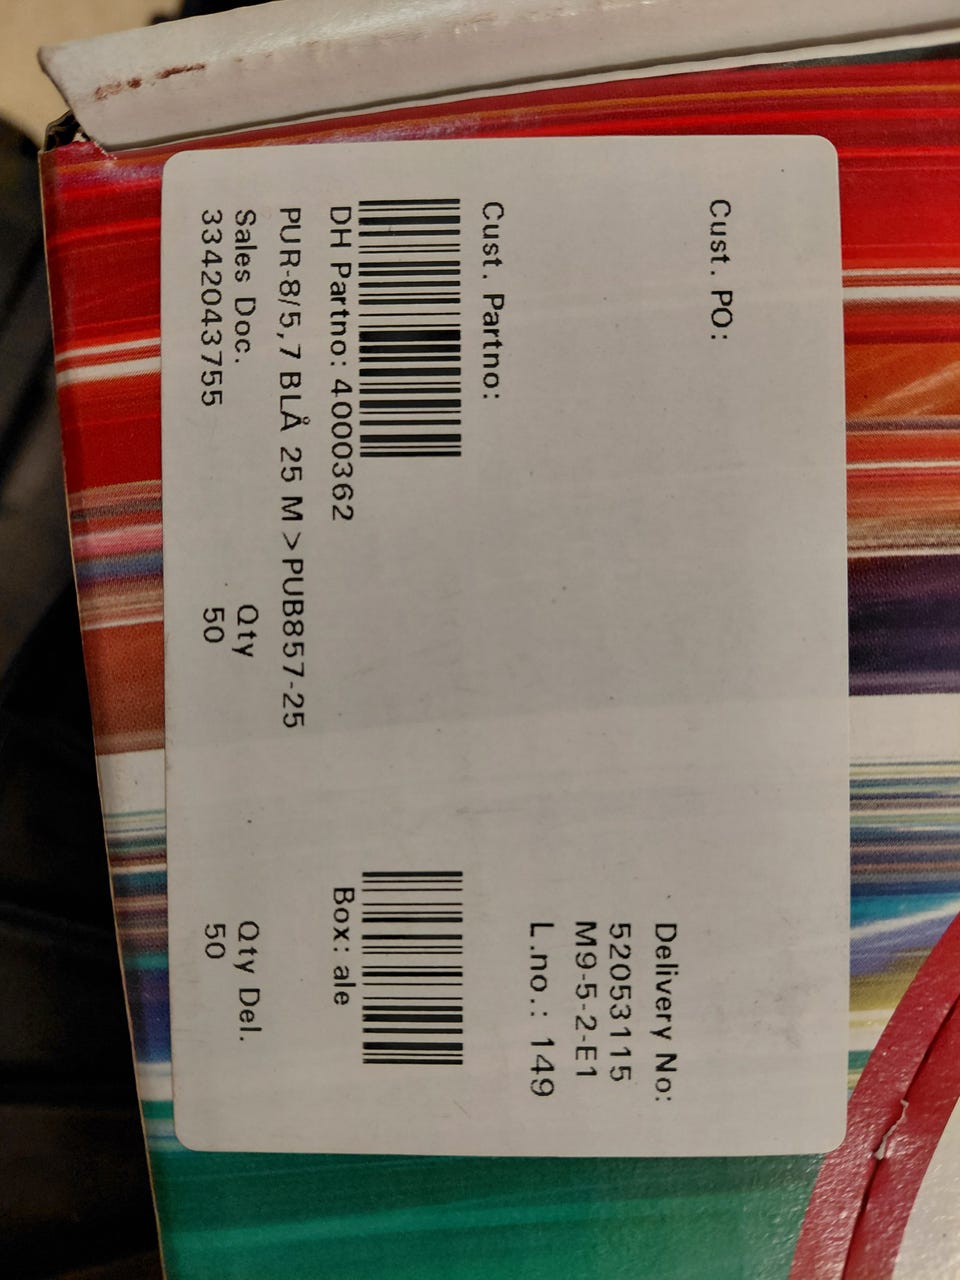 Cust. PO:
Delivery No:
52053115
M9-5-2-E1
L.no.: 149
Cust. Partno:
DH Partno: 4000362
Box: ale
PUR-8/5,7 BLÅ 25 M >PUB857-25
Sales Doc. Qty Qty Del.
3342043755 50 50